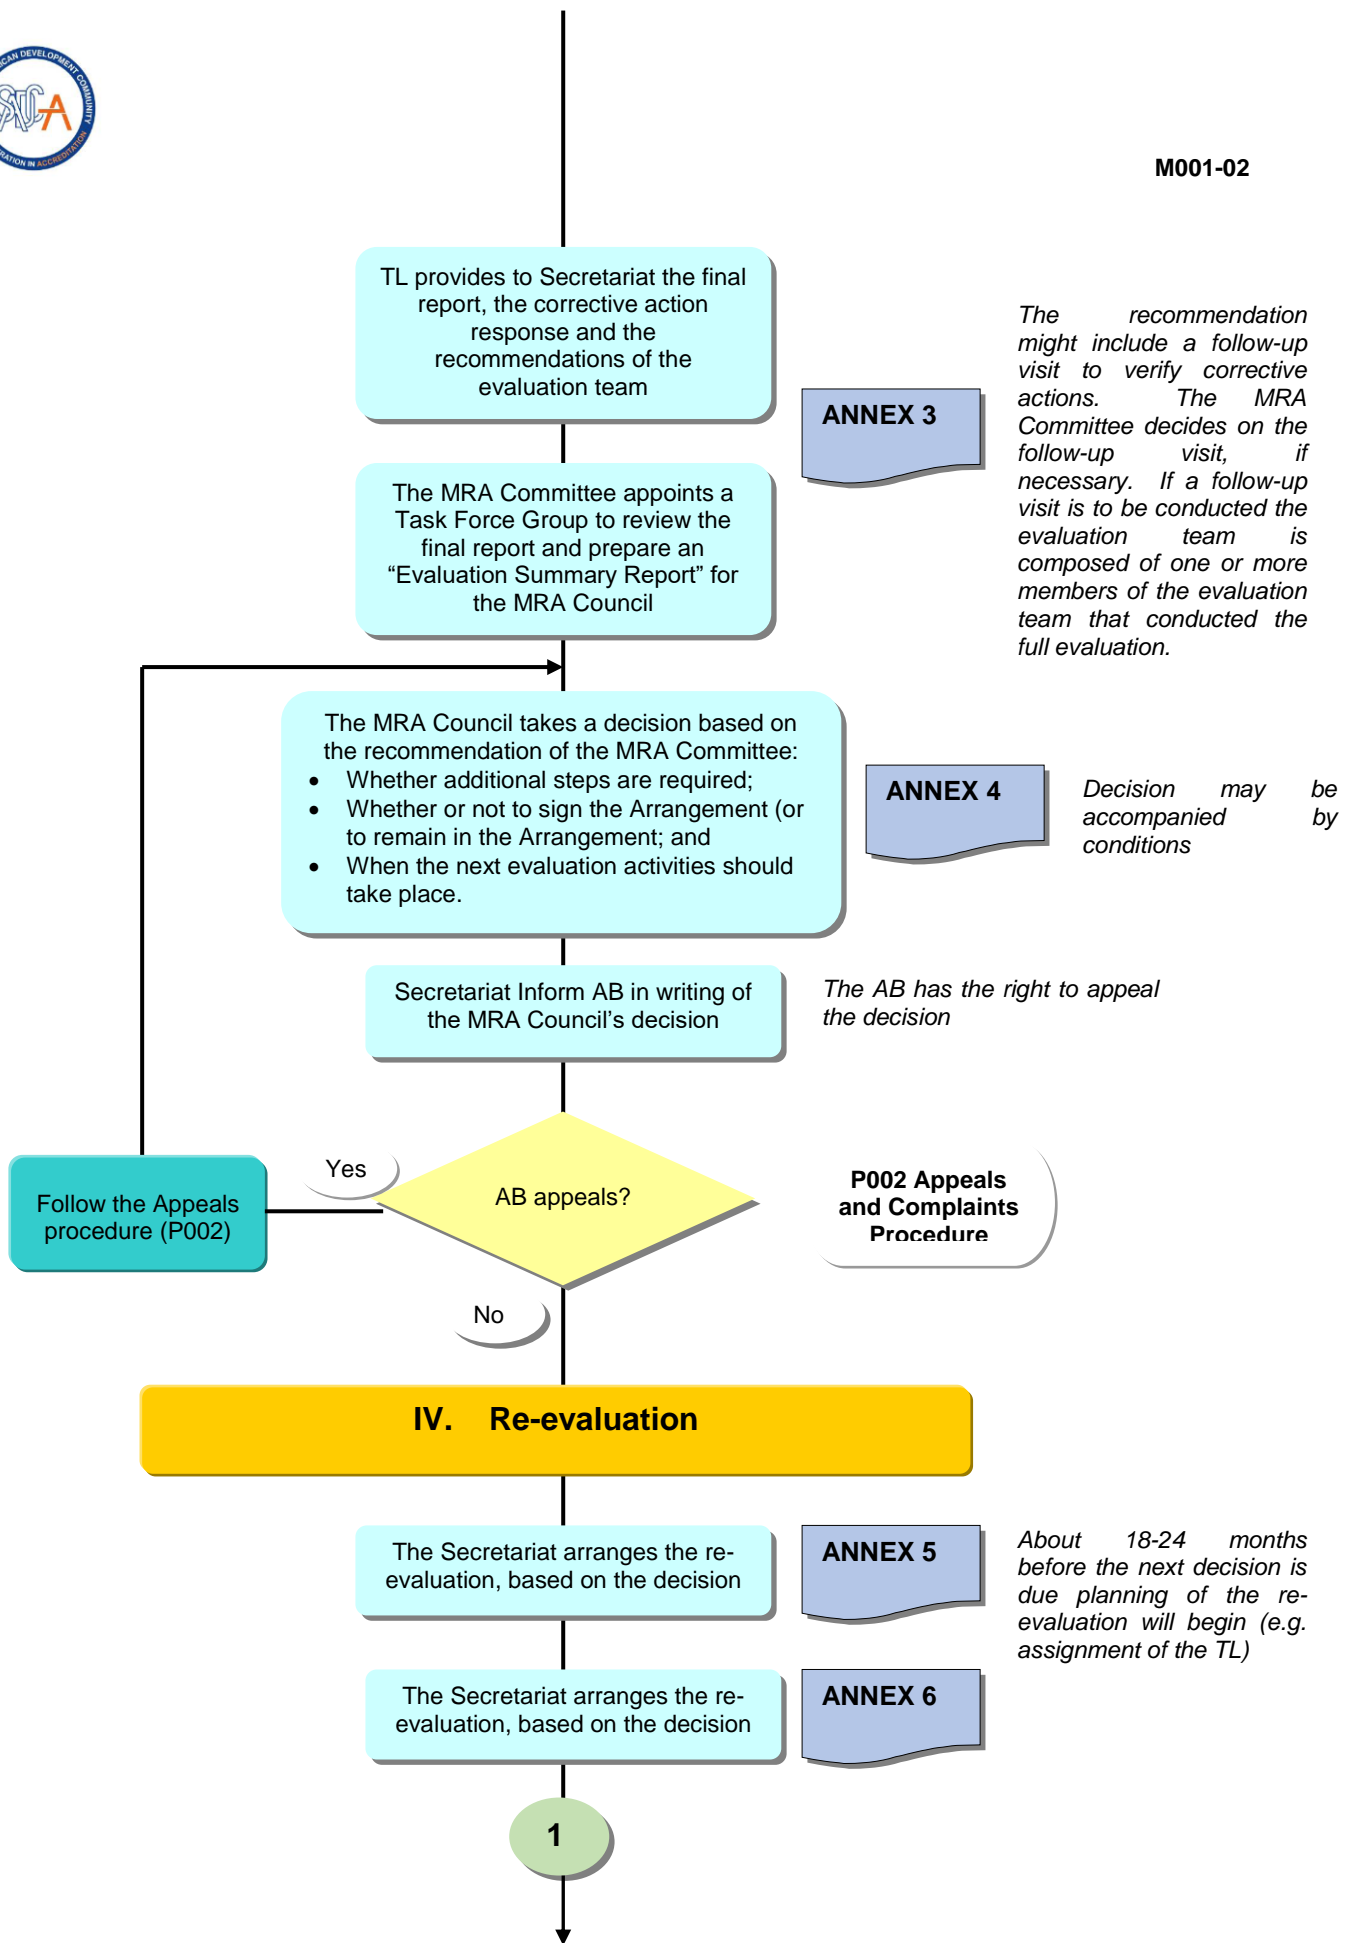 CAN DEVELOPMENT COMMUNITY
SADCA
RATION IN ACCREDITATION
M001-02
TL provides to Secretariat the final
report, the corrective action
response and the
recommendations of the
evaluation team
ANNEX 3
The recommendation
might include a follow-up
visit to verify corrective
actions. The MRA
Committee decides on the
follow-up visit, if
necessary. If a follow-up
visit is to be conducted the
evaluation team is
composed of one or more
members of the evaluation
team that conducted the
full evaluation.
The MRA Committee appoints a
Task Force Group to review the
final report and prepare an
“Evaluation Summary Report” for
the MRA Council
The MRA Council takes a decision based on
the recommendation of the MRA Committee:
• Whether additional steps are required;
• Whether or not to sign the Arrangement (or
to remain in the Arrangement; and
• When the next evaluation activities should
take place.
ANNEX 4
Decision may be
accompanied by
conditions
Secretariat Inform AB in writing of
the MRA Council’s decision
The AB has the right to appeal
the decision
Follow the Appeals
procedure (P002)
Yes
AB appeals?
P002 Appeals
and Complaints
Procedure
No
IV. Re-evaluation
The Secretariat arranges the re-
evaluation, based on the decision
ANNEX 5
About 18-24 months
before the next decision is
due planning of the re-
evaluation will begin (e.g.
assignment of the TL)
The Secretariat arranges the re-
evaluation, based on the decision
ANNEX 6
1